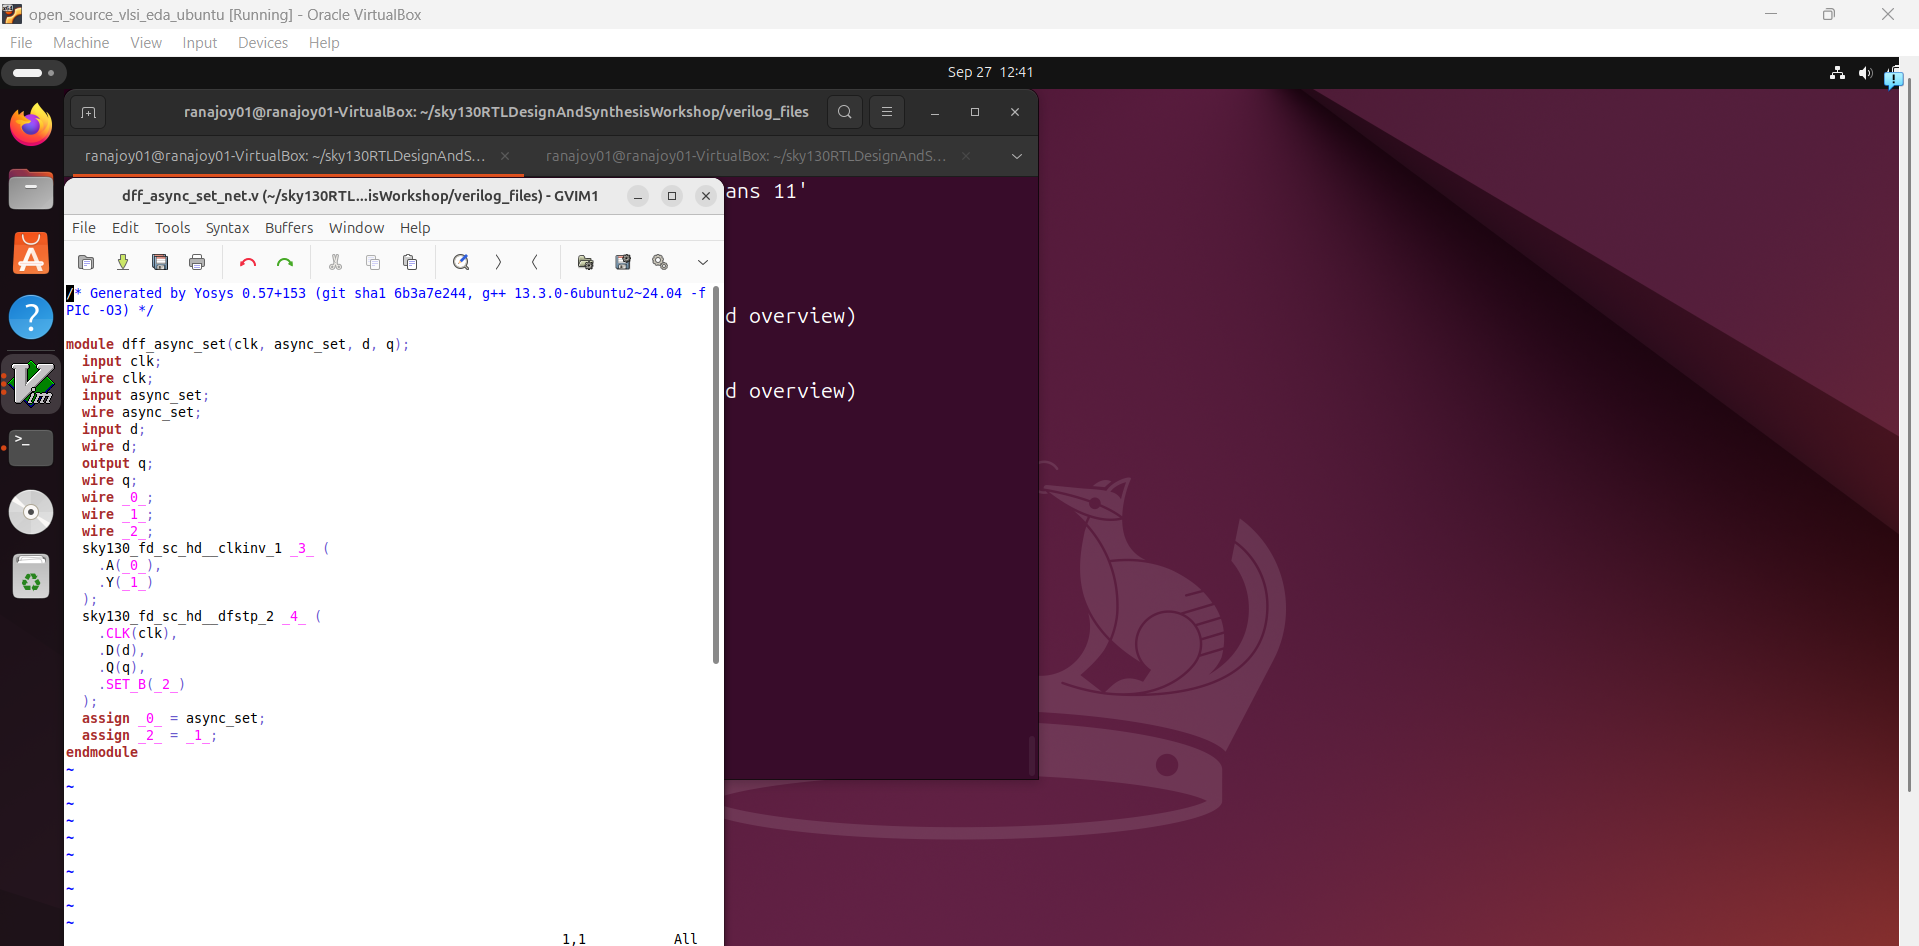 open_source_vlsi_eda_ubuntu [Running] - Oracle VirtualBox
File Machine View Input Devices Help
Sep 27 12:41
ranajoy01@ranajoy01-VirtualBox: ~/sky130RTLDesignAndSynthesisWorkshop/verilog_files
ranajoy01@ranajoy01-VirtualBox: ~/sky130RTLDesignAndS...
ranajoy01@ranajoy01-VirtualBox: ~/sky130RTLDesignAndS...
ans 11'
dff_async_set_net.v (~/sky130RTL...isWorkshop/verilog_files) - GVIM1
File Edit Tools Syntax Buffers Window Help
d overview)
d overview)
/* Generated by Yosys 0.57+153 (git sha1 6b3a7e244, g++ 13.3.0-6ubuntu2~24.04 -f
PIC -O3) */
module dff_async_set(clk, async_set, d, q);
input clk;
wire clk;
input async_set;
wire async_set;
input d;
wire d;
output q;
wire q;
wire _0_;
wire _1_;
wire _2_;
sky130_fd_sc_hd__clkinv_1 _3_ (
.A(_0_),
.Y(_1_)
);
sky130_fd_sc_hd__dfstp_2 _4_ (
.CLK(clk),
.D(d),
.Q(q),
.SET_B(_2_)
);
assign _0_ = async_set;
assign _2_ = _1_;
endmodule
~
~
~
~
~
~
~
~
~
~
1,1 All